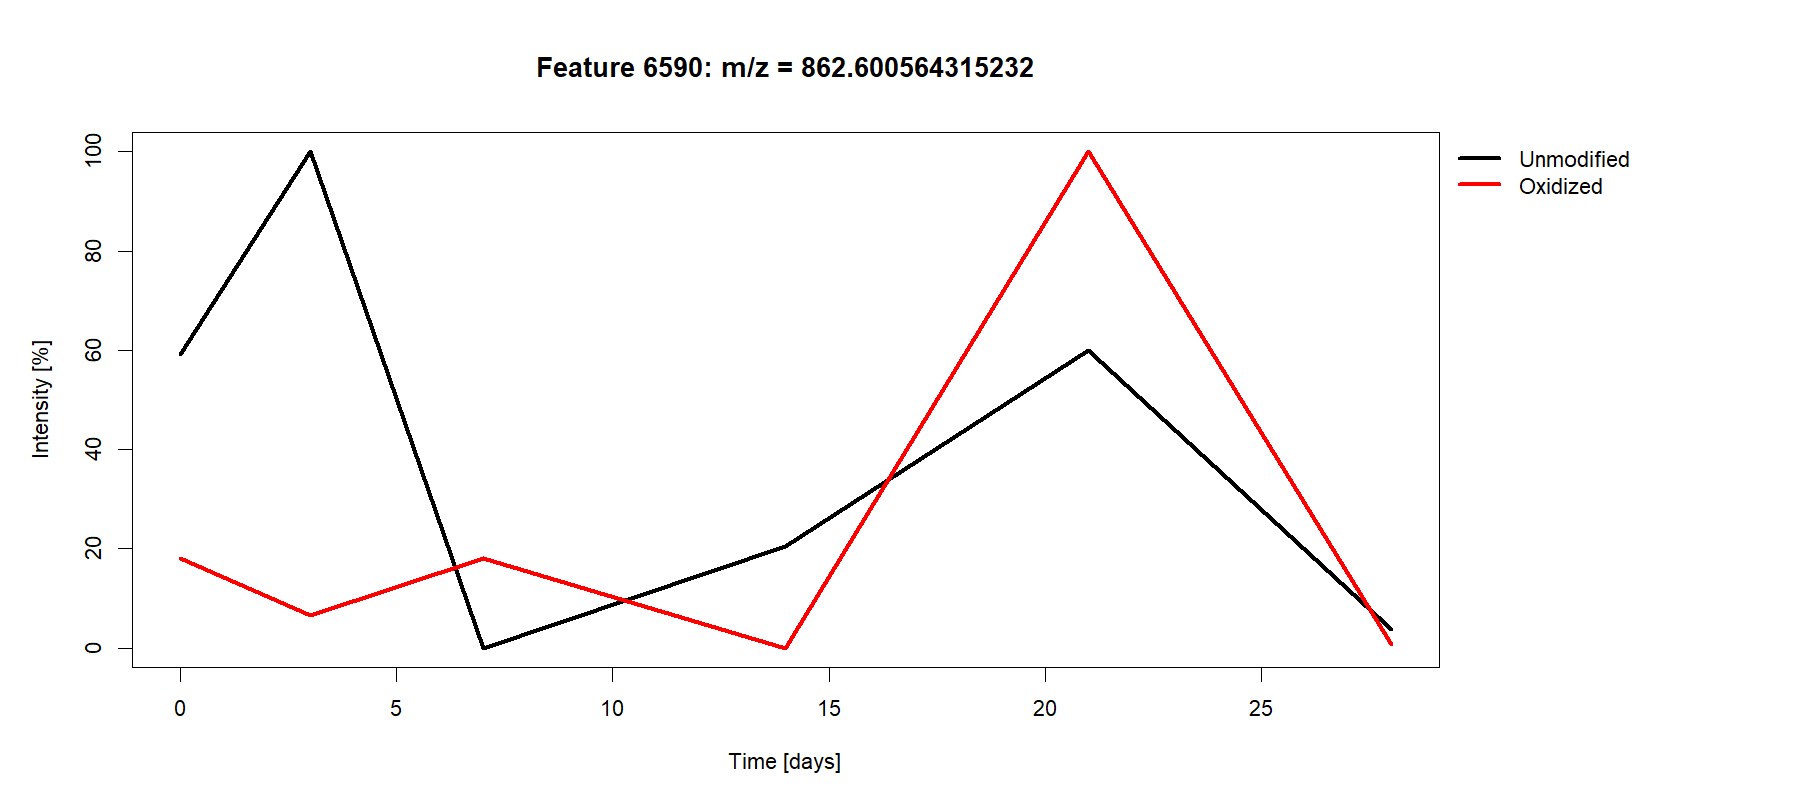 Feature 6590: m/z = 862.600564315232
Unmodified
Oxidized
Intensity [%]
100
80
60
40
20
0
0 5 10 15 20 25
Time [days]